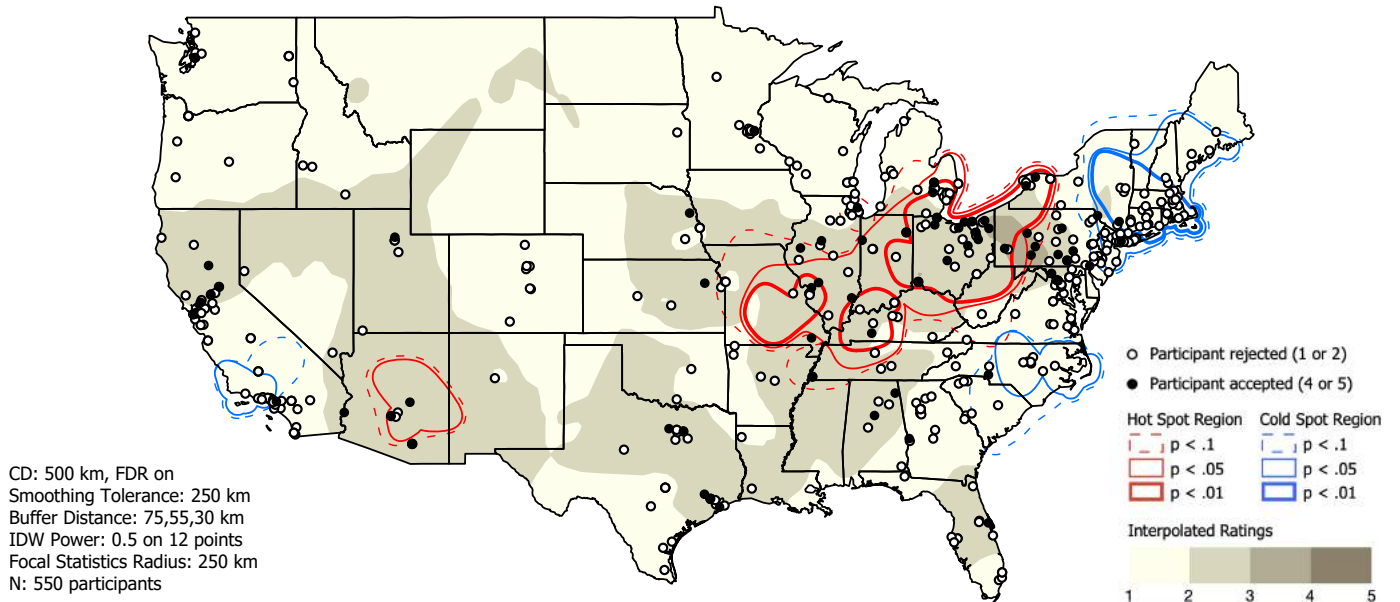 CD: 500 km, FDR on
Smoothing Tolerance: 250 km
Buffer Distance: 75,55,30 km
IDW Power: 0.5 on 12 points
Focal Statistics Radius: 250 km
N: 550 participants
Participant rejected (1 or 2)
Participant accepted (4 or 5)
Hot Spot Region Cold Spot Region
p < .1 p < .1
p < .05 p < .05
p < .01 p < .01
Interpolated Ratings
1 2 3 4 5